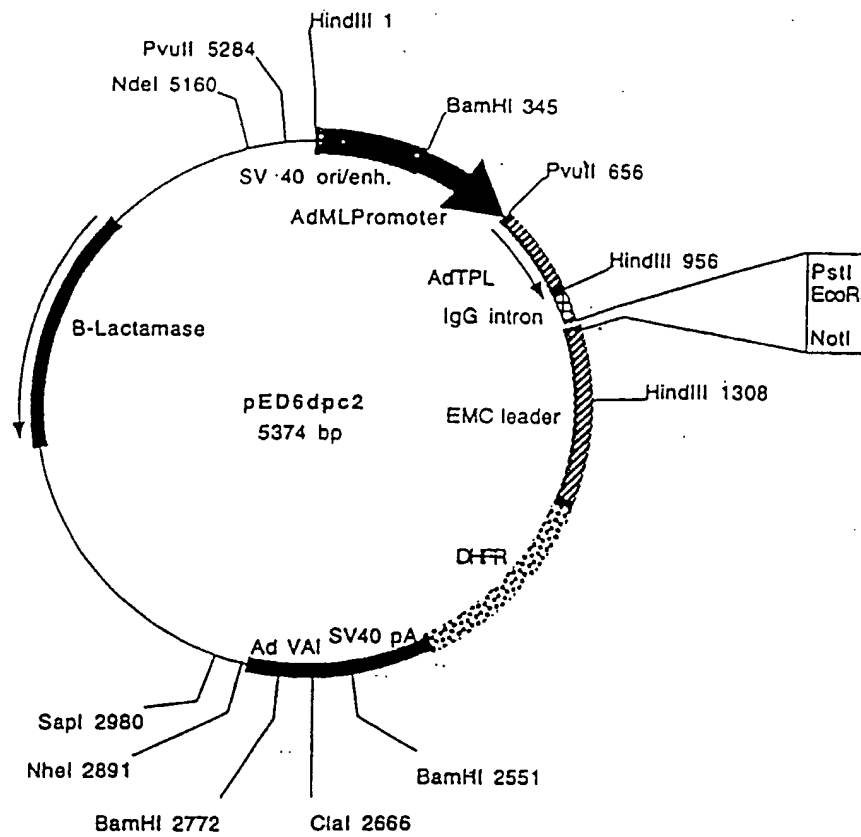 HindIII 1
PvuII 5284
NdeI 5160
BamHI 345
SV 40 ori/enh.
PvuII 656
AdMLPromoter
HindIII 956
AdTPL
PstI
EcoR
IgG intron
NotI
B-Lactamase
HindIII 1308
pED6dpc2
EMC leader
5374 bp
DHFR
SV40 pA
Ad VAI
SapI 2980
NheI 2891
BamHI 2551
BamHI 2772
ClaI 2666